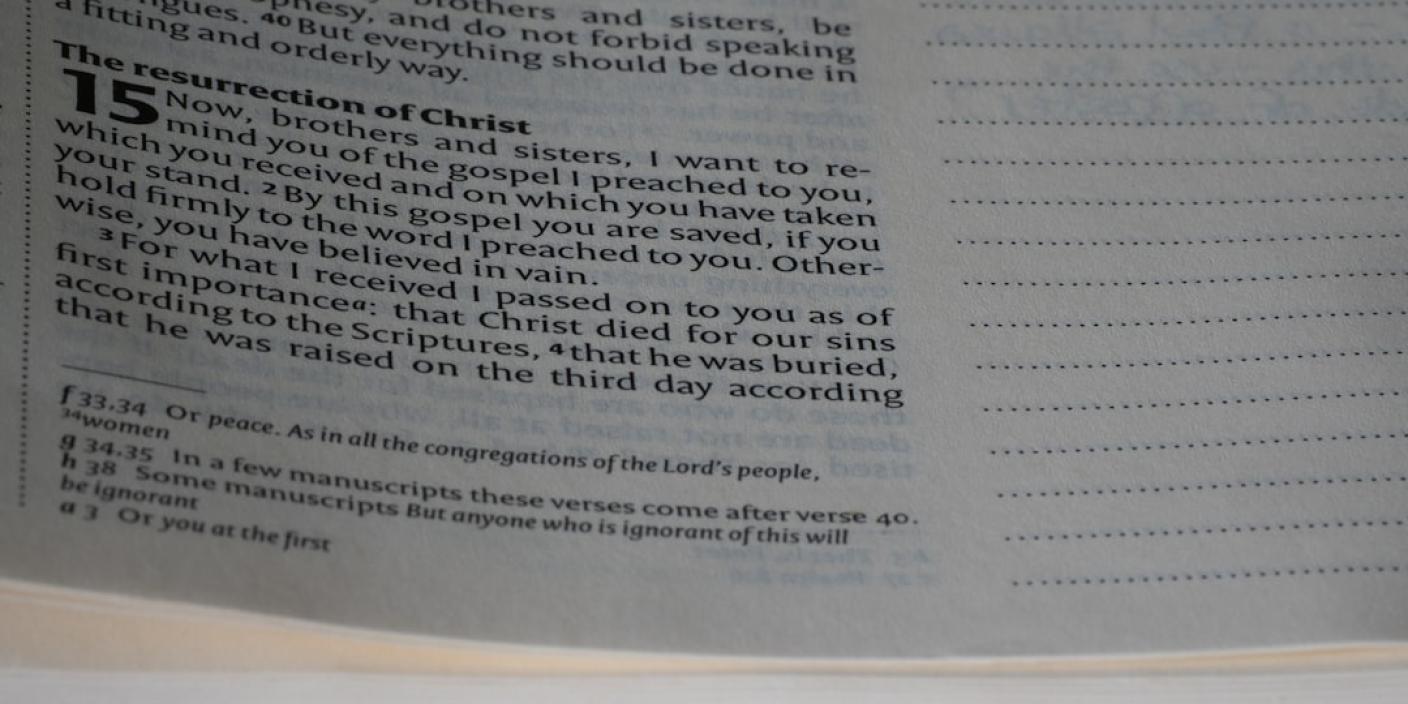 brothers and sisters, be
and do not forbid speaking
40 But everything should be done in
a fitting and orderly way.
The resurrection of Christ
15 Now, brothers and sisters, I want to re-
mind you of the gospel I preached to you,
which you received and on which you have taken
your stand. 2 By this gospel you are saved, if you
hold firmly to the word I preached to you. Other-
wise, you have believed in vain.
3 For what I received I passed on to you as of
first importancea: that Christ died for our sins
according to the Scriptures, 4 that he was buried,
that he was raised on the third day according
f 33,34 Or peace. As in all the congregations of the Lord's people,
34 women
g 34,35 In a few manuscripts these verses come after verse 40.
h 38 Some manuscripts But anyone who is ignorant of this will
be ignorant
a 3 Or you at the first